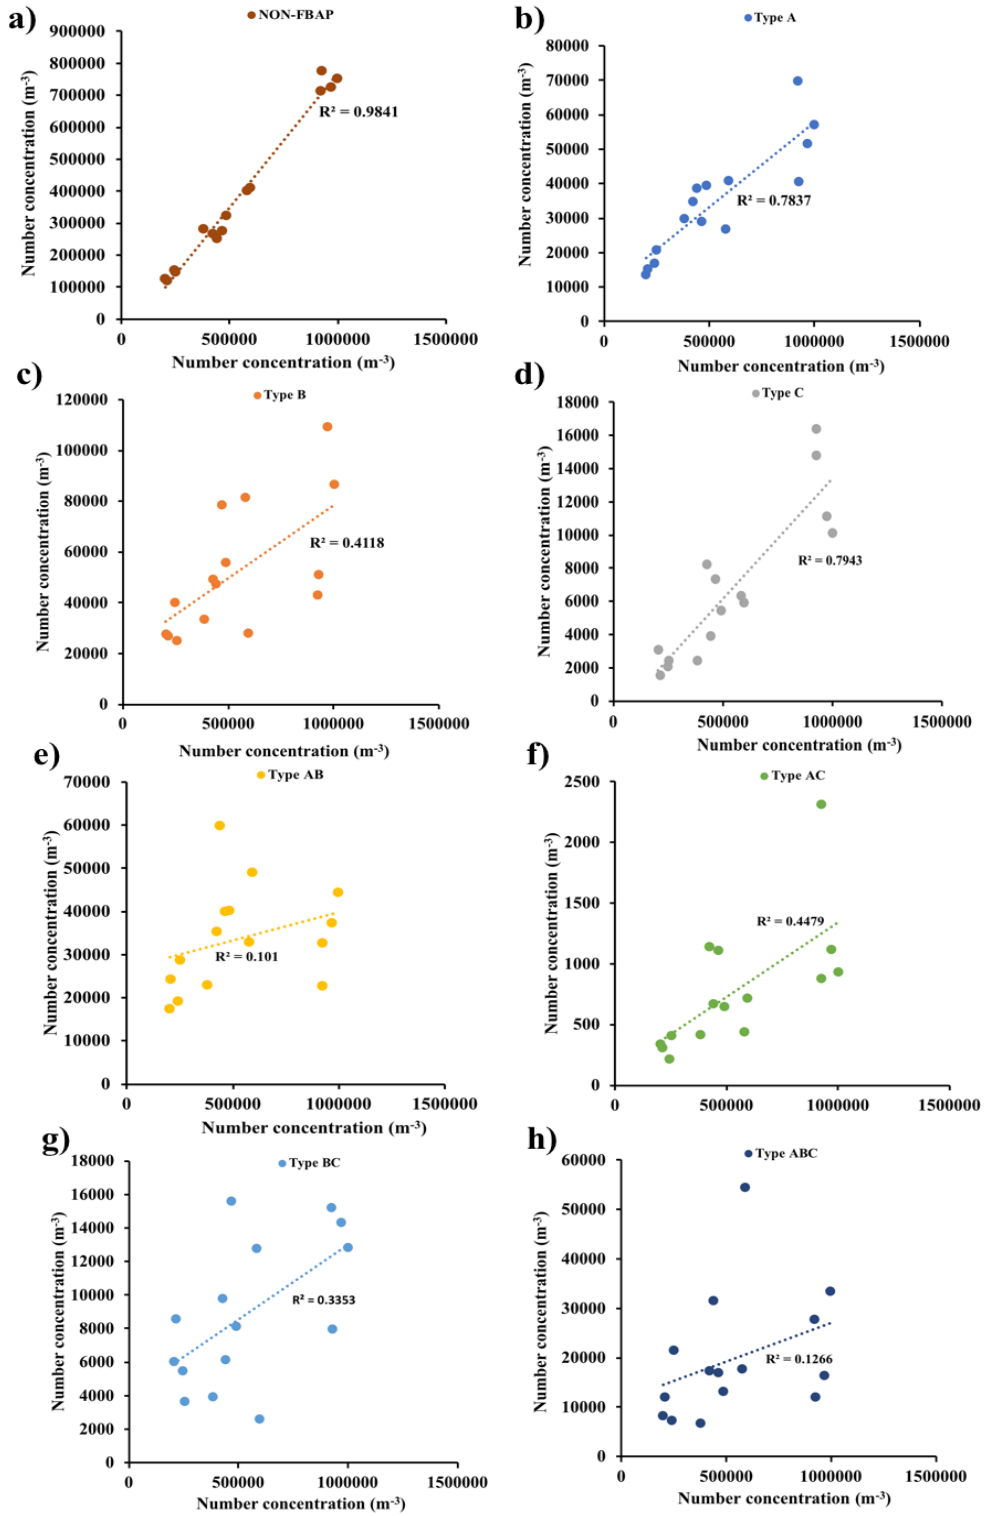 a)
NON-FBAP
900000
800000
700000
600000
500000
400000
300000
200000
100000
0
Number concentration (m-3)
R² = 0.9841
0 500000 1000000 1500000
Number concentration (m-3)
b)
Type A
80000
70000
60000
50000
40000
30000
20000
10000
0
Number concentration (m-3)
R² = 0.7837
0 500000 1000000 1500000
Number concentration (m-3)
c)
Type B
120000
100000
80000
60000
40000
20000
0
Number concentration (m-3)
R² = 0.4118
0 500000 1000000 1500000
Number concentration (m-3)
d)
Type C
18000
16000
14000
12000
10000
8000
6000
4000
2000
0
Number concentration (m-3)
R² = 0.7943
0 500000 1000000 1500000
Number concentration (m-3)
e)
Type AB
70000
60000
50000
40000
30000
20000
10000
0
Number concentration (m-3)
R² = 0.101
0 500000 1000000 1500000
Number concentration (m-3)
f)
Type AC
2500
2000
1500
1000
500
0
Number concentration (m-3)
R² = 0.4479
0 500000 1000000 1500000
g)
Type BC
18000
16000
14000
12000
10000
8000
6000
4000
2000
0
Number concentration (m-3)
R² = 0.3353
0 500000 1000000 1500000
Number concentration (m-3)
h)
Type ABC
60000
50000
40000
30000
20000
10000
0
Number concentration (m-3)
R² = 0.1266
0 500000 1000000 1500000
Number concentration (m-3)